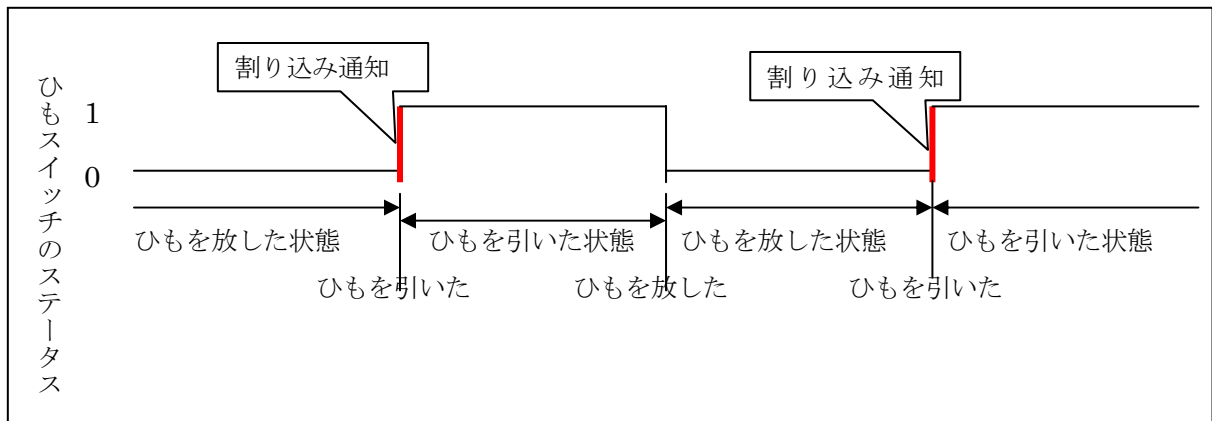 ひもスイッチのステータス
割り込み通知
割り込み通知
1
0
ひもを放した状態
ひもを引いた状態
ひもを放した状態
ひもを引いた状態
ひもを引いた
ひもを放した
ひもを引いた